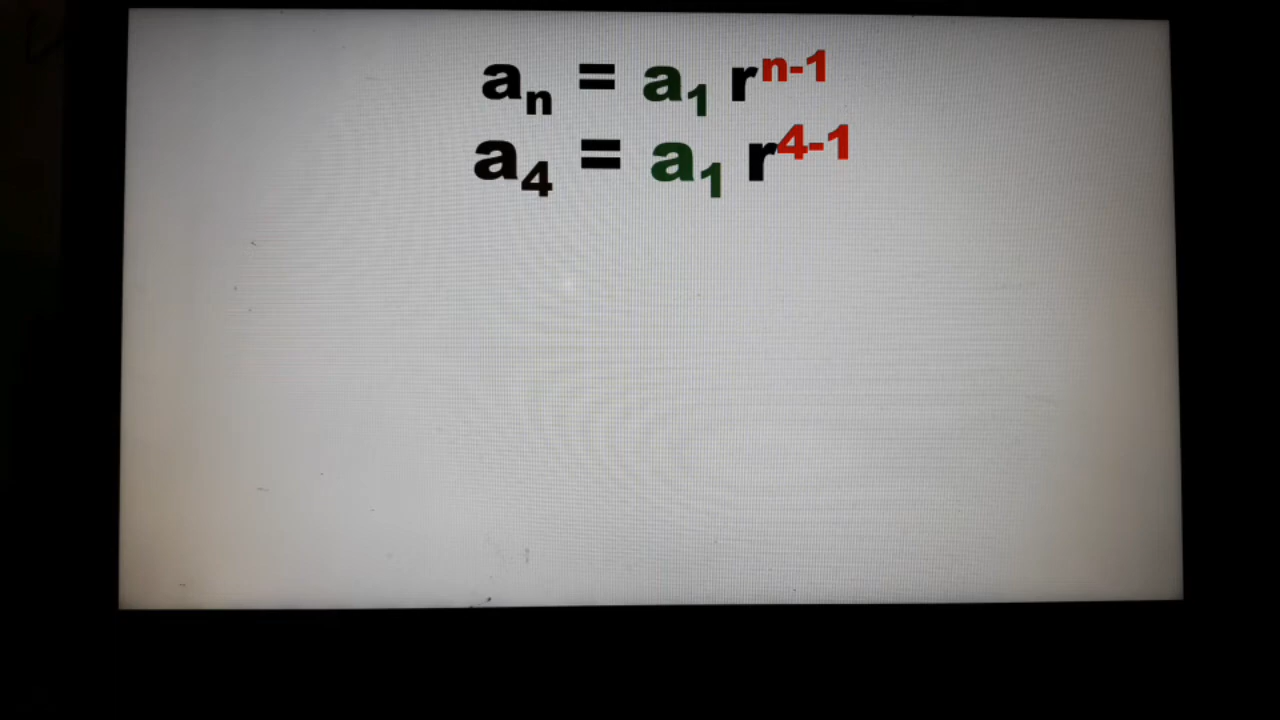 aₙ = a₁ rⁿ⁻¹
a₄ = a₁ r⁴⁻¹